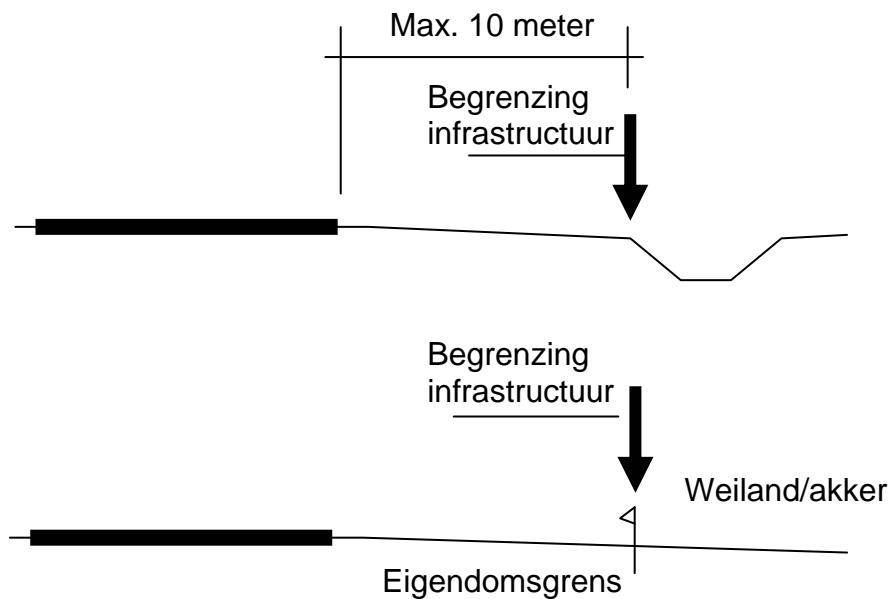 Max. 10 meter
Begrenzing
infrastructuur
Begrenzing
infrastructuur
Weiland/akker
Eigendomsgrens